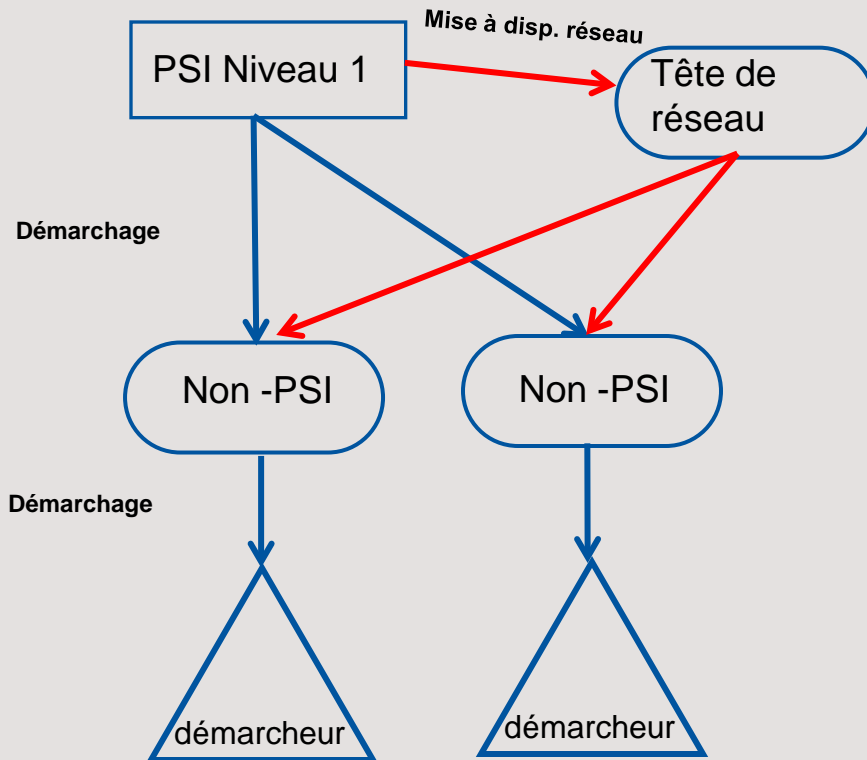 Mise à disp. réseau
PSI Niveau 1
Tête de
réseau
Démarchage
Non -PSI
Non -PSI
Démarchage
démarcheur
démarcheur